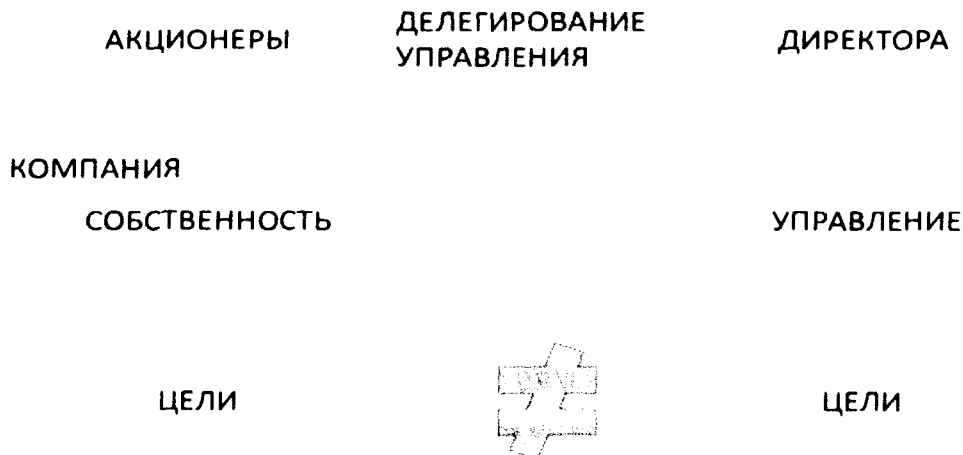 АКЦИОНЕРЫ
ДЕЛЕГИРОВАНИЕ
УПРАВЛЕНИЯ
ДИРЕКТОРА
КОМПАНИЯ
СОБСТВЕННОСТЬ
УПРАВЛЕНИЕ
ЦЕЛИ
≠
ЦЕЛИ